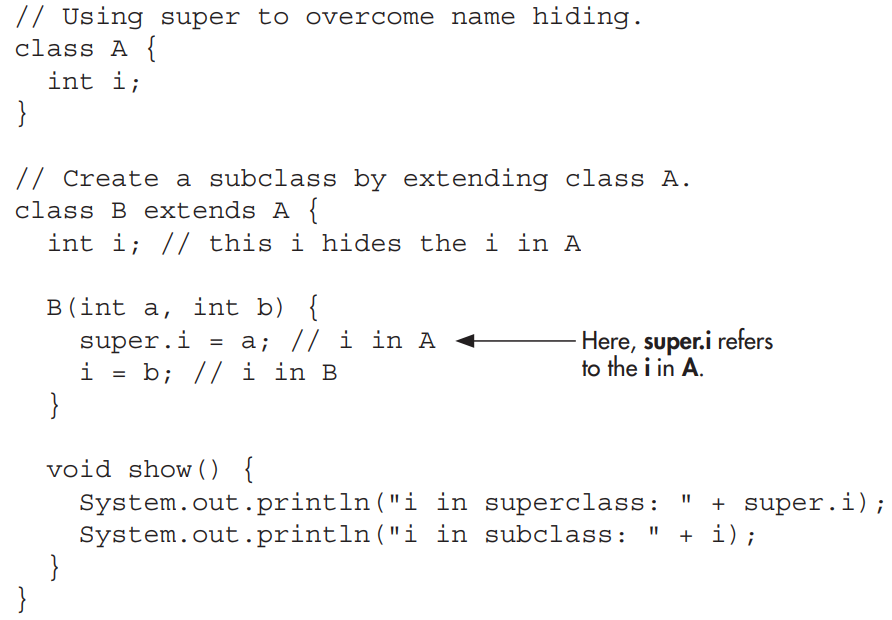 // Using super to overcome name hiding.
class A {
  int i;
}

// Create a subclass by extending class A.
class B extends A {
  int i; // this i hides the i in A

  B(int a, int b) {
    super.i = a; // i in A
Here, super.i refers
to the i in A.
    i = b; // i in B
  }

  void show() {
    System.out.println("i in superclass: " + super.i);
    System.out.println("i in subclass: " + i);
  }
}